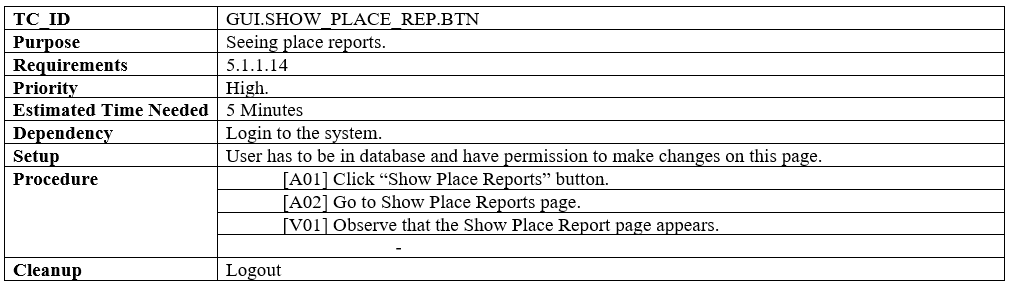 TC_ID GUI.SHOW_PLACE_REP.BTN
Purpose Seeing place reports.
Requirements 5.1.1.14
Priority High.
Estimated Time Needed 5 Minutes
Dependency Login to the system.
Setup User has to be in database and have permission to make changes on this page.
Procedure [A01] Click “Show Place Reports” button.
[A02] Go to Show Place Reports page.
[V01] Observe that the Show Place Report page appears.
-
Cleanup Logout